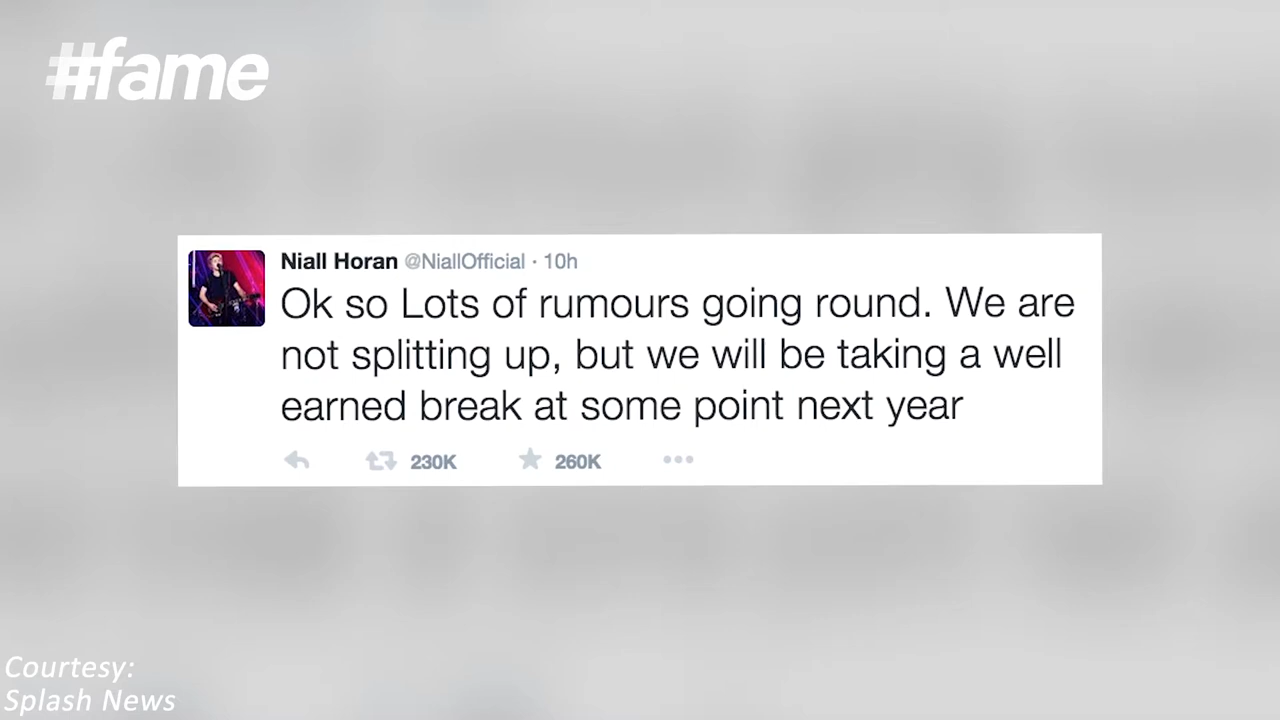 #fame
Niall Horan @NiallOfficial · 10h
Ok so Lots of rumours going round. We are
not splitting up, but we will be taking a well
earned break at some point next year
230K 260K
Courtesy:
Splash News